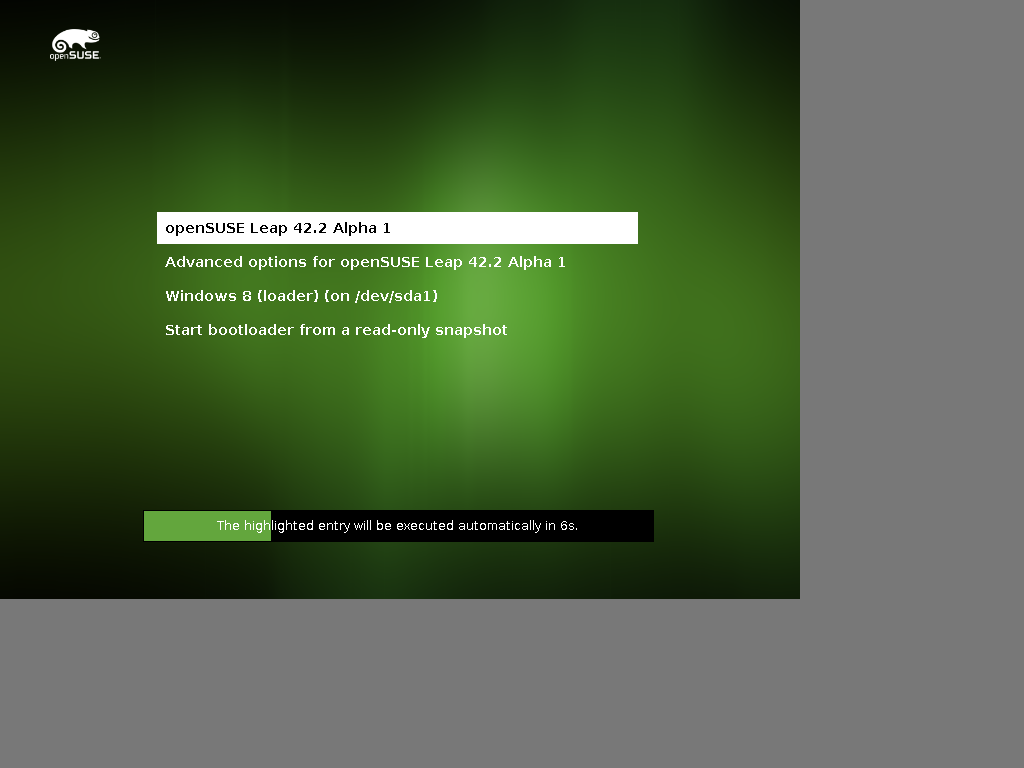 openSUSE
openSUSE Leap 42.2 Alpha 1
Advanced options for openSUSE Leap 42.2 Alpha 1
Windows 8 (loader) (on /dev/sda1)
Start bootloader from a read-only snapshot
The highlighted entry will be executed automatically in 6s.